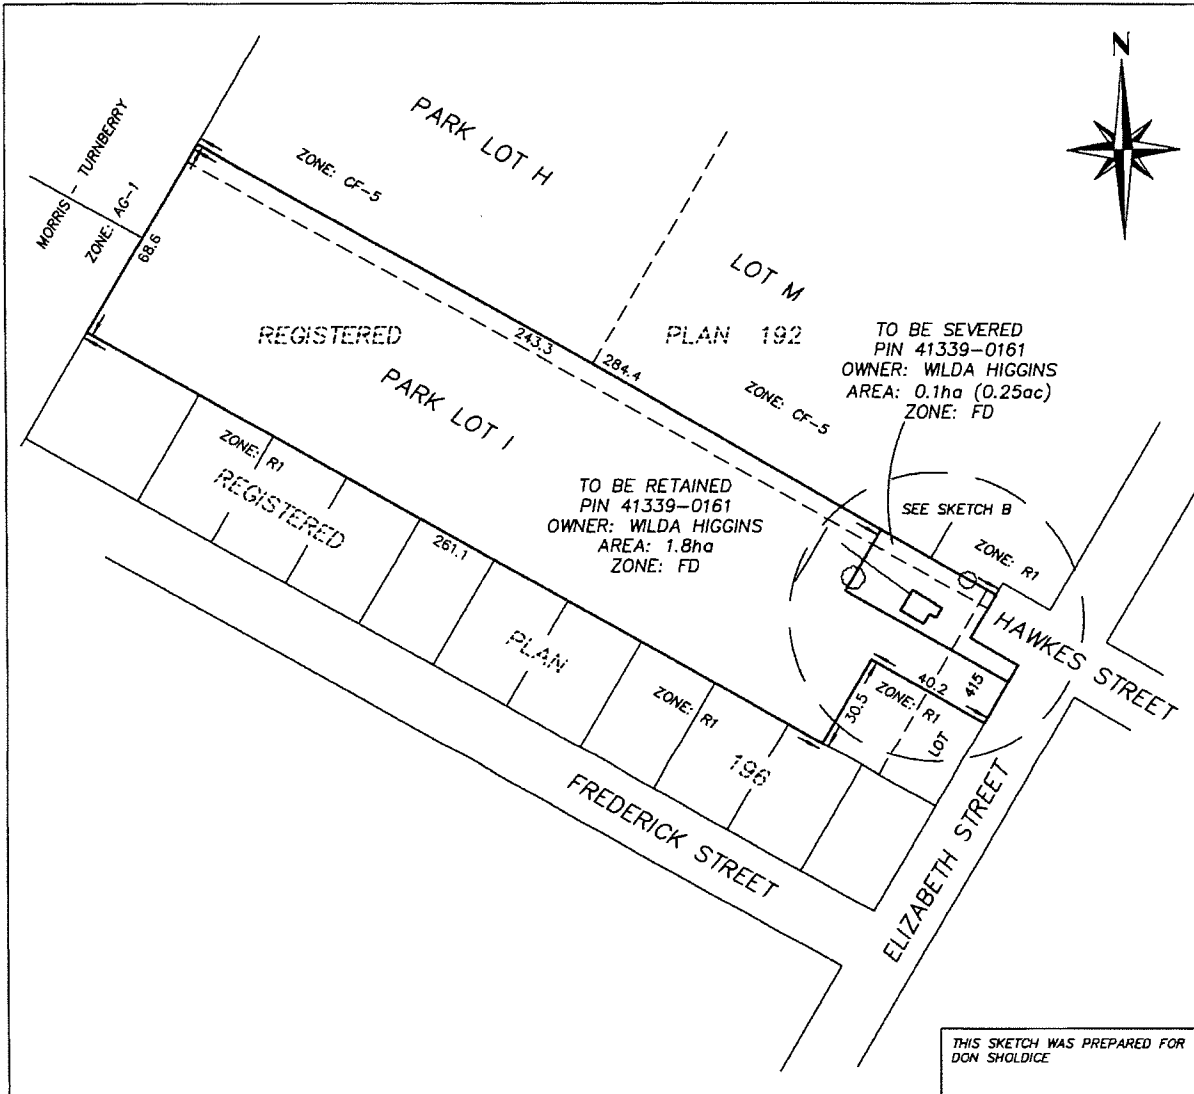 N
PARK LOT H
MORRIS - TURNBERRY
ZONE: AG-1
ZONE: CF-5
68.6
LOT M
REGISTERED
243.3
PLAN 192
284.4
TO BE SEVERED
PIN 41339-0161
OWNER: WILDA HIGGINS
AREA: 0.1ha (0.25ac)
ZONE: FD
PARK LOT I
ZONE: CF-5
ZONE: R1
REGISTERED
TO BE RETAINED
PIN 41339-0161
OWNER: WILDA HIGGINS
AREA: 1.8ha
ZONE: FD
SEE SKETCH B
ZONE: R1
261.1
HAWKES STREET
PLAN
40.2
415
30.5
ZONE: R1
LOT
ZONE: R1
196
FREDERICK STREET
ELIZABETH STREET
THIS SKETCH WAS PREPARED FOR
DON SHOLDICE